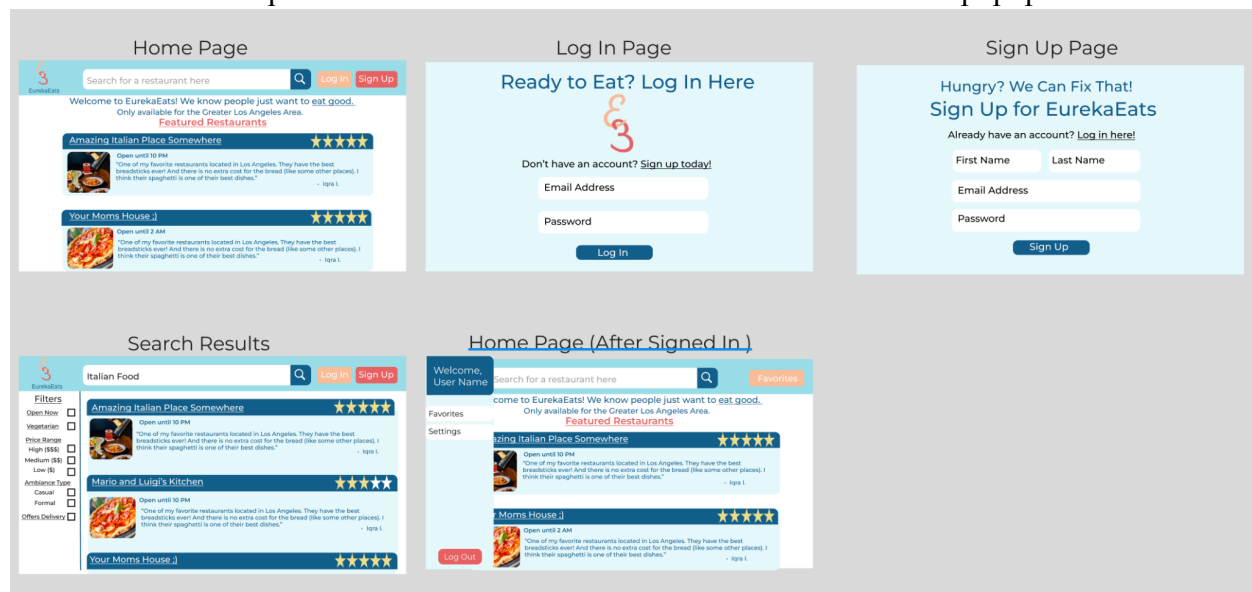 Home Page
Log In Page
Sign Up Page
EurekaEats
Search for a restaurant here
Log In
Sign Up
Welcome to EurekaEats! We know people just want to eat good.
Only available for the Greater Los Angeles Area.
Featured Restaurants
Amazing Italian Place Somewhere
Open until 10 PM
"One of my favorite restaurants located in Los Angeles. They have the best
breadsticks ever! And there is no extra cost for the bread (like some other places). I
think their spaghetti is one of their best dishes."
- Iqra I.
Your Moms House ;)
Open until 2 AM
"One of my favorite restaurants located in Los Angeles. They have the best
breadsticks ever! And there is no extra cost for the bread (like some other places). I
think their spaghetti is one of their best dishes."
- Iqra I.
Ready to Eat? Log In Here
Don't have an account? Sign up today!
Email Address
Password
Log In
Hungry? We Can Fix That!
Sign Up for EurekaEats
Already have an account? Log in here!
First Name
Last Name
Email Address
Password
Sign Up
Search Results
Home Page (After Signed In )
EurekaEats
Italian Food
Log In
Sign Up
Filters
Open Now
Vegetarian
Price Range
High ($$$)
Medium ($$)
Low ($)
Ambiance Type
Casual
Formal
Offers Delivery
Amazing Italian Place Somewhere
Open until 10 PM
"One of my favorite restaurants located in Los Angeles. They have the best
breadsticks ever! And there is no extra cost for the bread (like some other places). I
think their spaghetti is one of their best dishes."
- Iqra I.
Mario and Luigi's Kitchen
Open until 10 PM
"One of my favorite restaurants located in Los Angeles. They have the best
breadsticks ever! And there is no extra cost for the bread (like some other places). I
think their spaghetti is one of their best dishes."
- Iqra I.
Your Moms House ;)
Welcome,
User Name
Search for a restaurant here
Favorites
Favorites
Settings
Log Out
come to EurekaEats! We know people just want to eat good.
Only available for the Greater Los Angeles Area.
Featured Restaurants
azing Italian Place Somewhere
Open until 10 PM
"One of my favorite restaurants located in Los Angeles. They have the best
breadsticks ever! And there is no extra cost for the bread (like some other places). I
think their spaghetti is one of their best dishes."
- Iqra I.
r Moms House ;)
Open until 2 AM
"One of my favorite restaurants located in Los Angeles. They have the best
breadsticks ever! And there is no extra cost for the bread (like some other places). I
think their spaghetti is one of their best dishes."
- Iqra I.